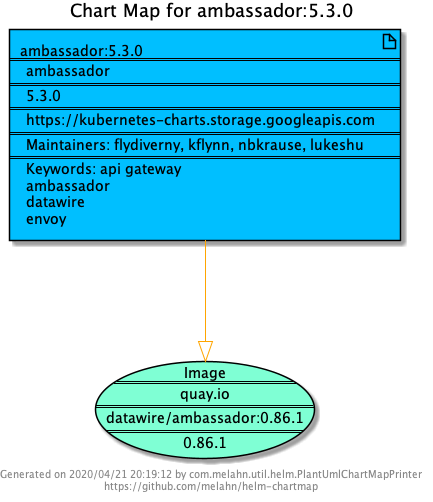 Chart Map for ambassador:5.3.0
ambassador:5.3.0
ambassador
5.3.0
https://kubernetes-charts.storage.googleapis.com
Maintainers: flydiverny, kflynn, nbkrause, lukeshu
Keywords: api gateway
ambassador
datawire
envoy
Image
quay.io
datawire/ambassador:0.86.1
0.86.1
Generated on 2020/04/21 20:19:12 by com.melahn.util.helm.PlantUmlChartMapPrinter
https://github.com/melahn/helm-chartmap